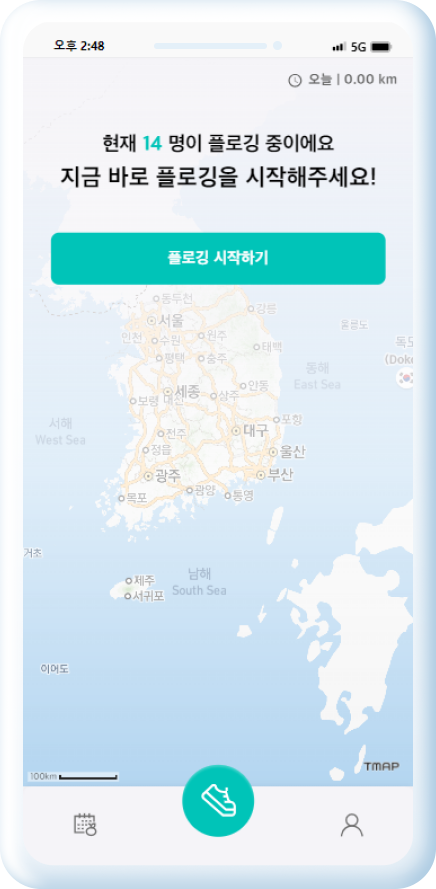 오후 2:48 5G
오늘 | 0.00 km
현재 14 명이 플로깅 중이에요
지금 바로 플로깅을 시작해주세요!
플로깅 시작하기
동두천
강릉
서울
울릉도
인천
수원
원주
독도
태백
(Doko
평택
충주
동해
East Sea
안동
세종
상주
보령
대전
포항
서해
West Sea
전주
대구
정읍
울산
광주
부산
목포
광양
통영
거초
제주
남해
South Sea
서귀포
이어도
TMAP
100km